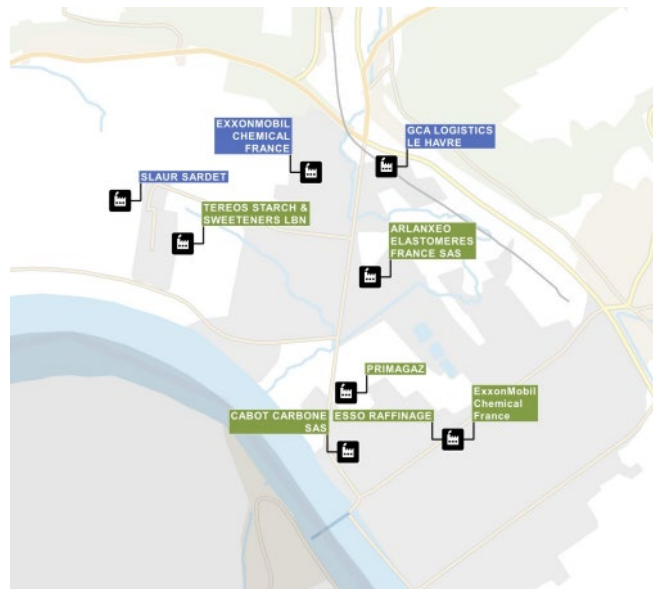 EXXONMOBIL
CHEMICAL
FRANCE
GCA LOGISTICS
LE HAVRE
SLAUR SARDET
TEREOS STARCH &
SWEETENERS LBN
ARLANXEO
ELASTOMERES
FRANCE SAS
PRIMAGAZ
CABOT CARBONE
SAS
ESSO RAFFINAGE
ExxonMobil
Chemical
France